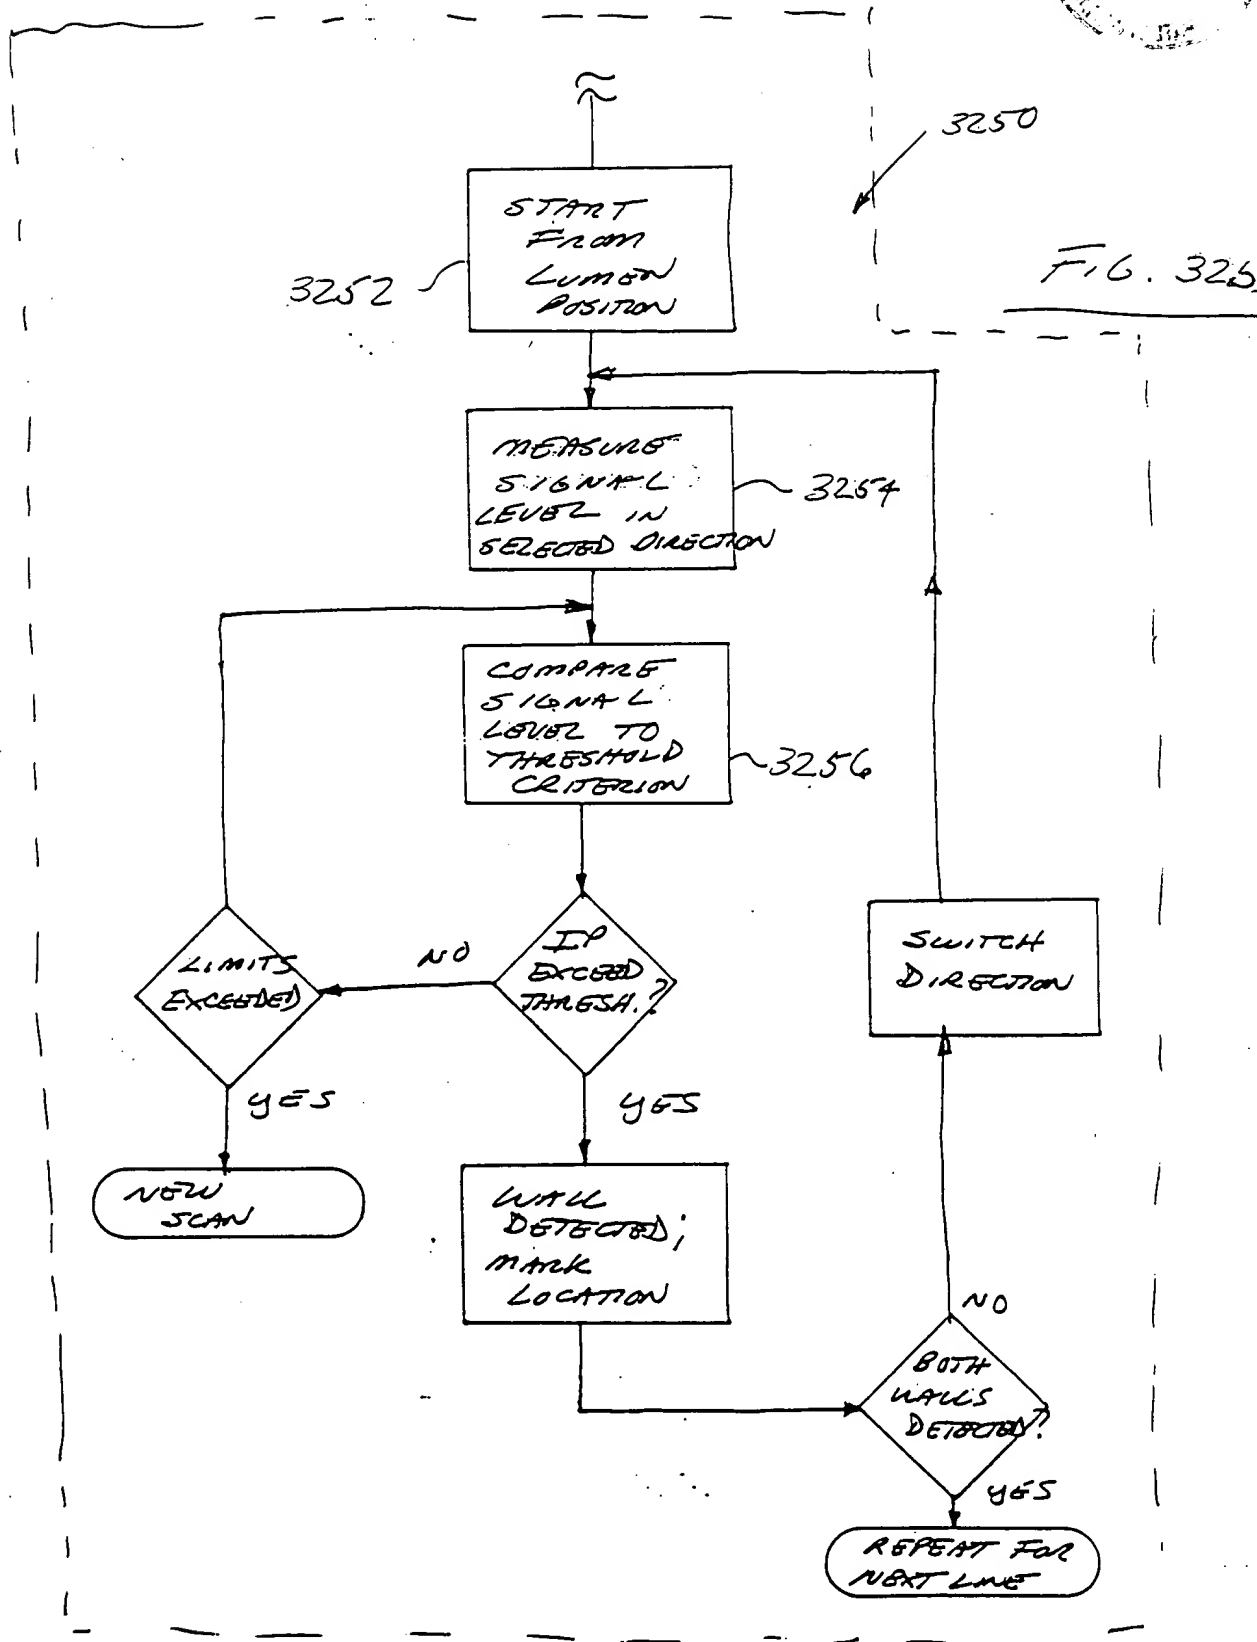 3250
START
FROM
LUMEN
POSITION
3252
FIG. 32b
MEASURE
SIGNAL
LEVEL IN
SELECTED DIRECTION
3254
COMPARE
SIGNAL
LEVEL TO
THRESHOLD
CRITERION
3256
LIMITS
EXCEEDED
NO
IF
EXCEED
THRESH.?
SWITCH
DIRECTION
YES
YES
NEW
SCAN
WALL
DETECTED;
MARK
LOCATION
NO
BOTH
WALLS
DETECTED?
YES
REPEAT FOR
NEXT LINE